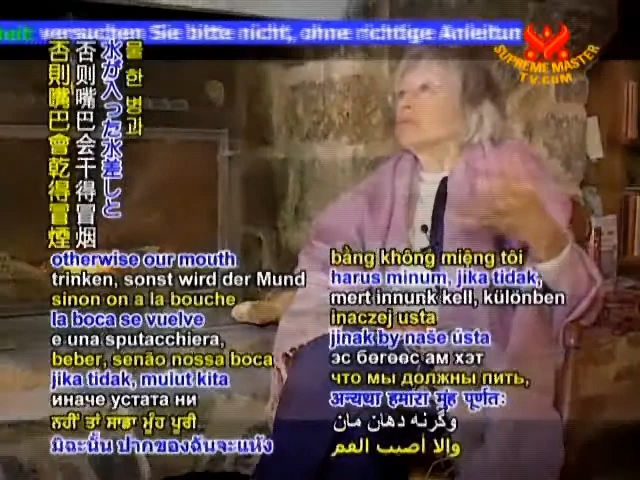 versuchen Sie bitte nicht, ohne richtige Anleitun
SUPREME MASTER
TV.COM
물 한 병과
水が入った水差しと
否则嘴巴会干得冒烟
否則嘴巴會乾得冒煙
otherwise our mouth
trinken, sonst wird der Mund
sinon on a la bouche
la boca se vuelve
e una sputacchiera,
beber, senão nossa boca
jika tidak, mulut kita
иначе устата ни
ਨਹੀਂ ਤਾਂ ਸਾਡਾ ਮੂੰਹ ਪੂਰੀ
มิฉะนั้น ปากของฉันจะแห้ง
bằng không miệng tôi
harus minum, jika tidak,
mert innunk kell, különben
inaczej usta
jinak by naše ústa
эс бөгөөс ам хэт
что мы должны пить,
अन्यथा हमारा मुंह पूर्णतः
وگرنه دهان مان
والا أصيب الفم